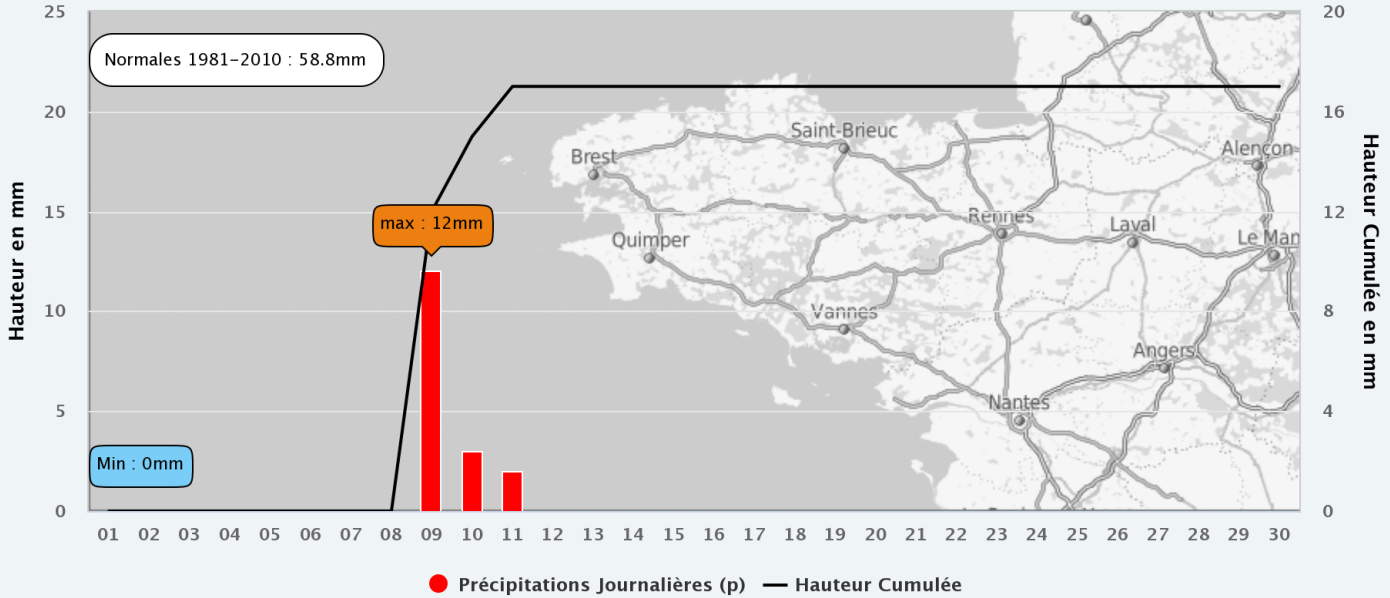 25
20
Normales 1981-2010 : 58.8mm
20
16
Saint-Brieuc
Brest
Alençon
15
12
max : 12mm
Rennes
Laval
Quimper
Le Man
10
8
Vannes
Angers
5
4
Nantes
Min : 0mm
0
0
Hauteur en mm
Hauteur Cumulée en mm
01 02 03 04 05 06 07 08 09 10 11 12 13 14 15 16 17 18 19 20 21 22 23 24 25 26 27 28 29 30
Précipitations Journalières (p) Hauteur Cumulée